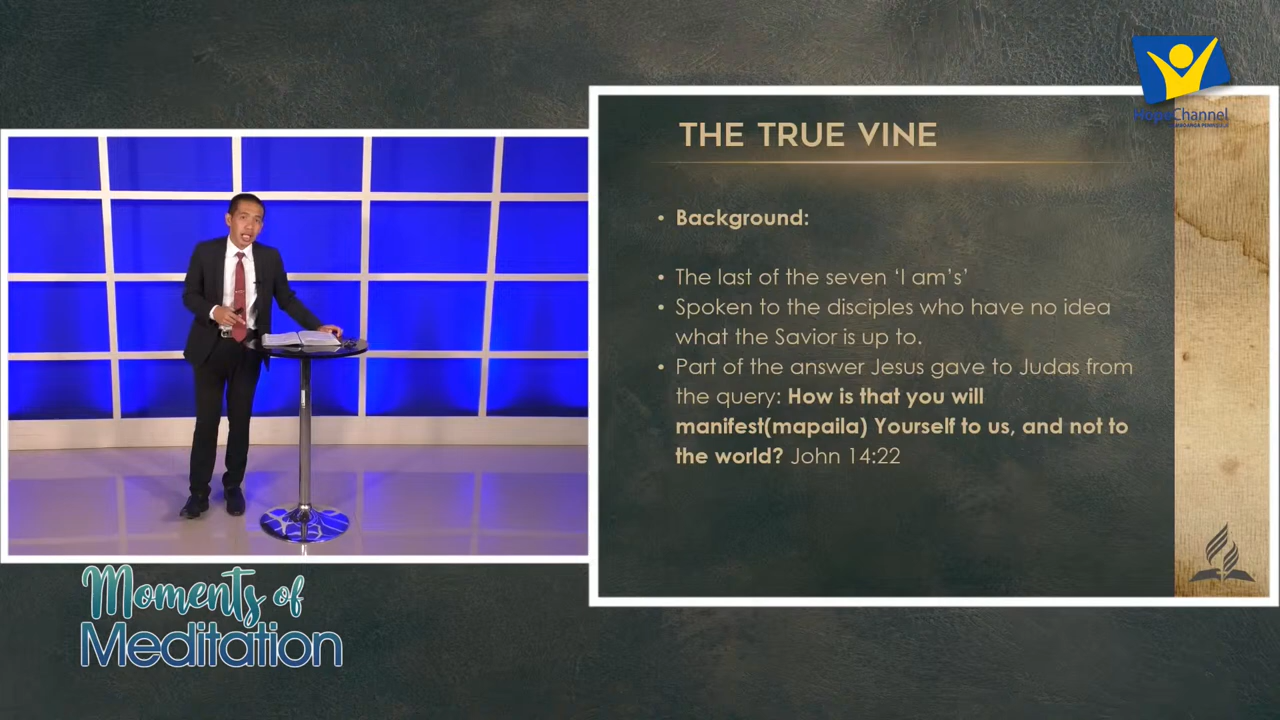 HopeChannel
THE TRUE VINE
• Background:
• The last of the seven ‘I am’s’
• Spoken to the disciples who have no idea
what the Savior is up to.
• Part of the answer Jesus gave to Judas from
the query: How is that you will
manifest(mapaila) Yourself to us, and not to
the world? John 14:22
Moments of
Meditation